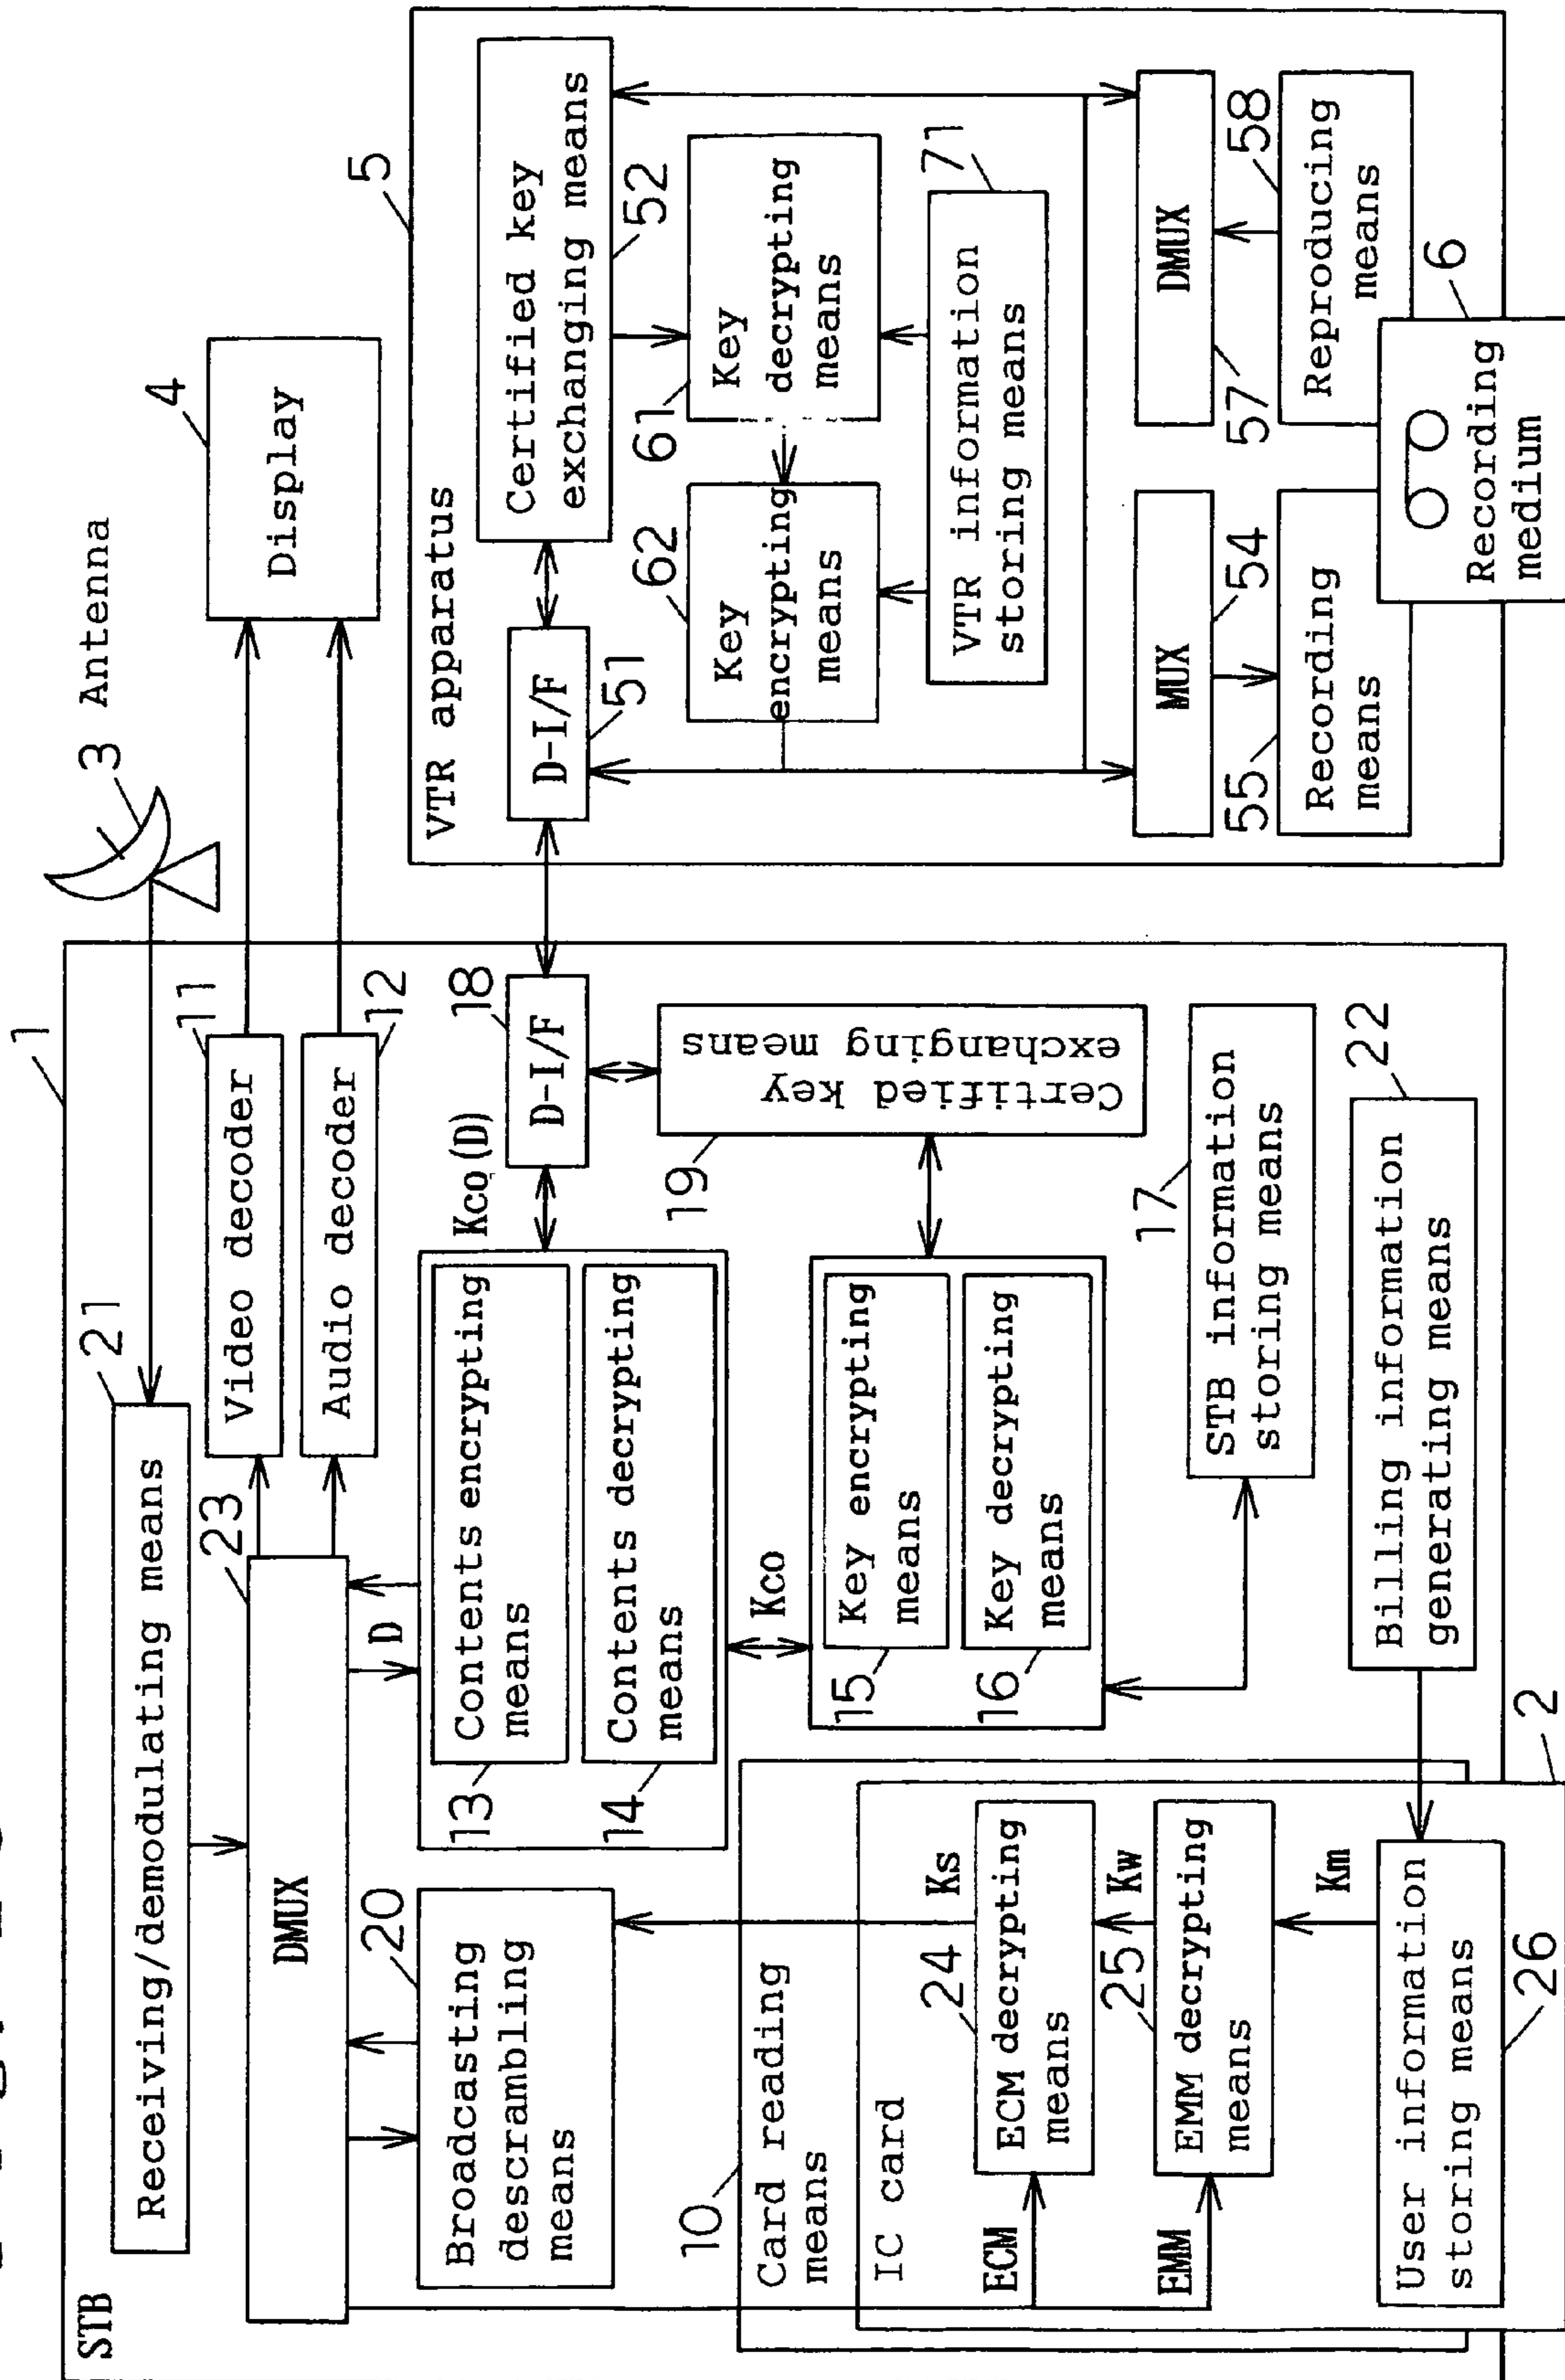 STB
1
Receiving/demodulating means
21
3
Antenna
DMUX
23
Video decoder
11
Audio decoder
12
4
Display
Broadcasting
descrambling
means
20
D
Contents encrypting
means
13
Contents decrypting
means
14
Kco(D)
18
D-I/F
Kco
Key encrypting
means
15
Key decrypting
means
16
19
Certified key
exchanging means
17
STB information
storing means
22
Billing information
generating means
10
Card reading
means
IC card
2
ECM
24
ECM decrypting
means
Ks
EMM
25
EMM decrypting
means
Kw
Km
User information
storing means
26
5
VTR apparatus
D-I/F
51
Certified key
exchanging means
52
62
Key
encrypting
means
61
Key
decrypting
means
VTR information
storing means
71
MUX
54
55
Recording
means
DMUX
57
58
Reproducing
means
6
Recording
medium